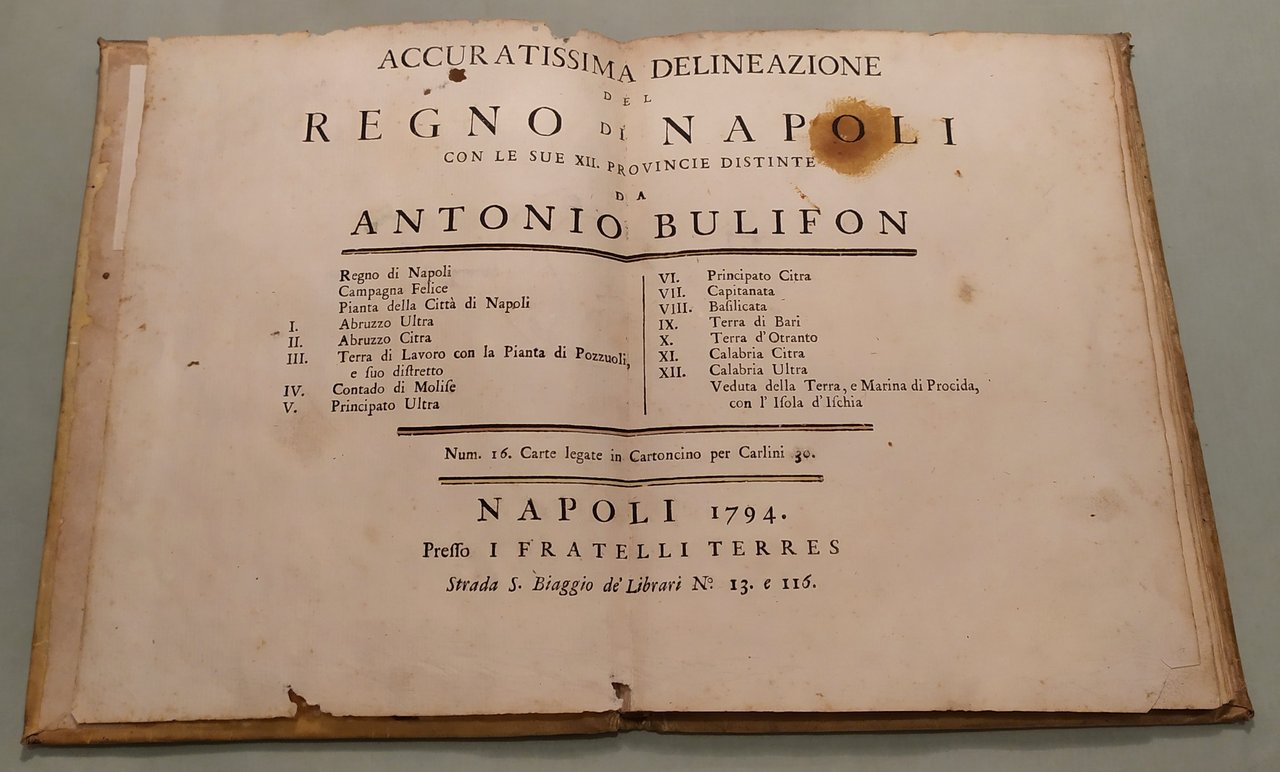 ACCURATISSIMA DELINEAZIONE
DEL
REGNO DI NAPOLI
CON LE SUE XII. PROVINCIE DISTINTE
DA
ANTONIO BULIFON
Regno di Napoli
Campagna Felice
Pianta della Città di Napoli
I. Abruzzo Ultra
II. Abruzzo Citra
III. Terra di Lavoro con la Pianta di Pozzuoli,
e ſuo diſtretto
IV. Contado di Moliſe
V. Principato Ultra
VI. Principato Citra
VII. Capitanata
VIII. Baſilicata
IX. Terra di Bari
X. Terra d'Otranto
XI. Calabria Citra
XII. Calabria Ultra
Veduta della Terra, e Marina di Procida,
con l' Iſola d'Iſchia
Num. 16. Carte legate in Cartoncino per Carlini 30.
NAPOLI 1794.
Preſſo I FRATELLI TERRES
Strada S. Biaggio de' Librari Nº. 13. e 116.